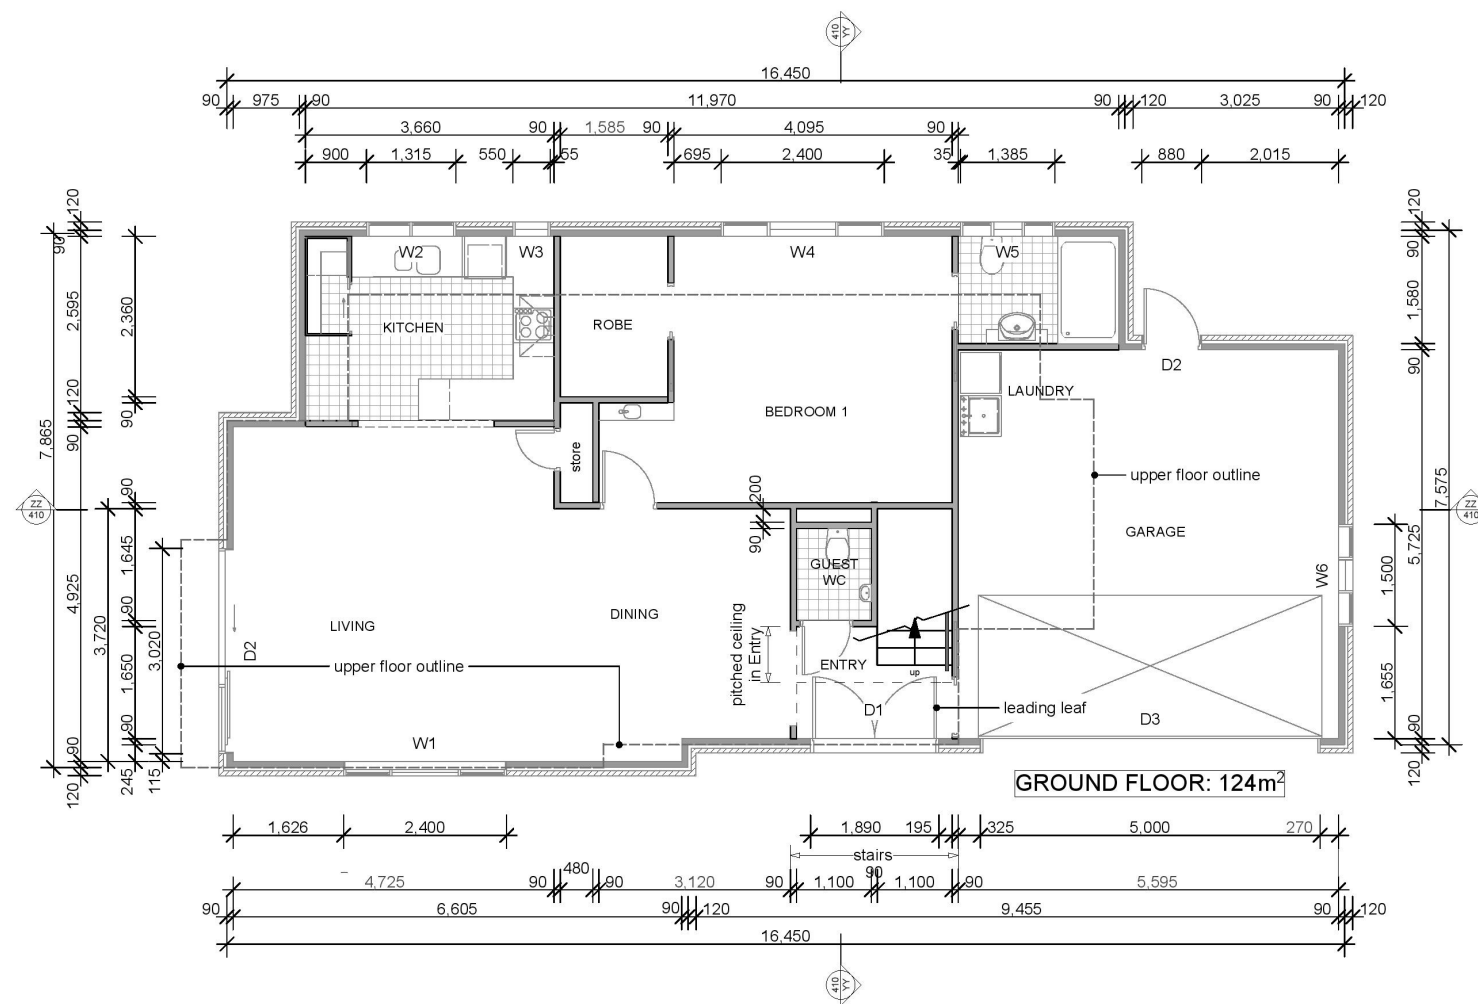 410
YY
16,450
90 975 90 11,970 90 120 3,025 90 120
3,660 90 1,585 90 4,095 90
900 1,315 550 55 695 2,400 35 1,385 880 2,015
120
90
2,595
120
90
7,865
4,925
90
120
2,360
90
90
1,645
90
1,650
90
245
3,720
3,020
115
ZZ
410
W2 W3 W4 W5
KITCHEN
ROBE
BEDROOM 1
store
LAUNDRY
D2
upper floor outline
GARAGE
200
90
GUEST
WC
W6
LIVING
DINING
D2
upper floor outline
pitched ceiling
in Entry
ENTRY
up
D1
leading leaf
D3
W1
120
90
1,580
90
5,725
90
120
7,575
1,500
1,655
ZZ
410
GROUND FLOOR: 124m²
1,626 2,400 1,890 195 325 5,000 270
stairs
4,725 90 480 90 3,120 90 1,100 90 1,100 90 5,595
90 6,605 90 120 9,455 90 120
16,450
410
YY